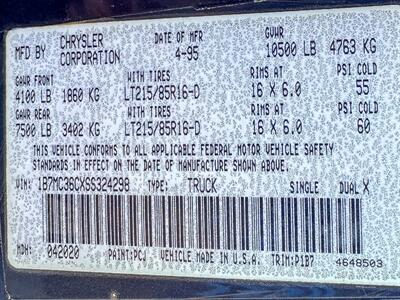 MFD BY CHRYSLER CORPORATION DATE OF MFR 4-95 GVWR 10500 LB 4763 KG
GAWR FRONT WITH TIRES RIMS AT PSI COLD
4100 LB 1860 KG LT215/85R16-D 16 X 6.0 55
GAWR REAR WITH TIRES RIMS AT PSI COLD
7500 LB 3402 KG LT215/85R16-D 16 X 6.0 60
THIS VEHICLE CONFORMS TO ALL APPLICABLE FEDERAL MOTOR VEHICLE SAFETY
STANDARDS IN EFFECT ON THE DATE OF MANUFACTURE SHOWN ABOVE.
VIN: 1B7MC36CXSS324298 TYPE: TRUCK SINGLE DUAL X
MDH: 042020 PAINT:PCJ VEHICLE MADE IN U.S.A. TRIM:P1B7 4648503